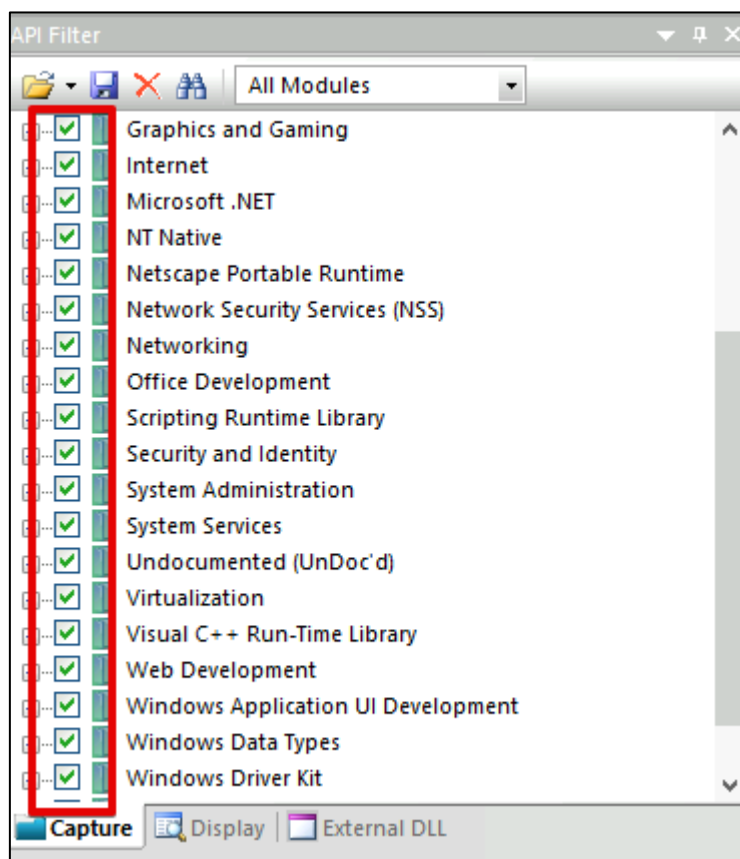 API Filter
All Modules
Graphics and Gaming
Internet
Microsoft .NET
NT Native
Netscape Portable Runtime
Network Security Services (NSS)
Networking
Office Development
Scripting Runtime Library
Security and Identity
System Administration
System Services
Undocumented (UnDoc'd)
Virtualization
Visual C++ Run-Time Library
Web Development
Windows Application UI Development
Windows Data Types
Windows Driver Kit
Capture Display External DLL